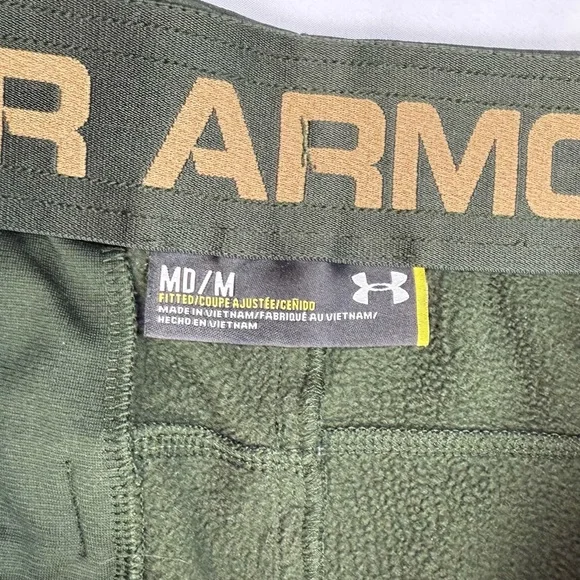 R ARMO
MD/M
FITTED/COUPE AJUSTÉE/CEÑIDO
MADE IN VIETNAM/FABRIQUÉ AU VIETNAM/
HECHO EN VIETNAM